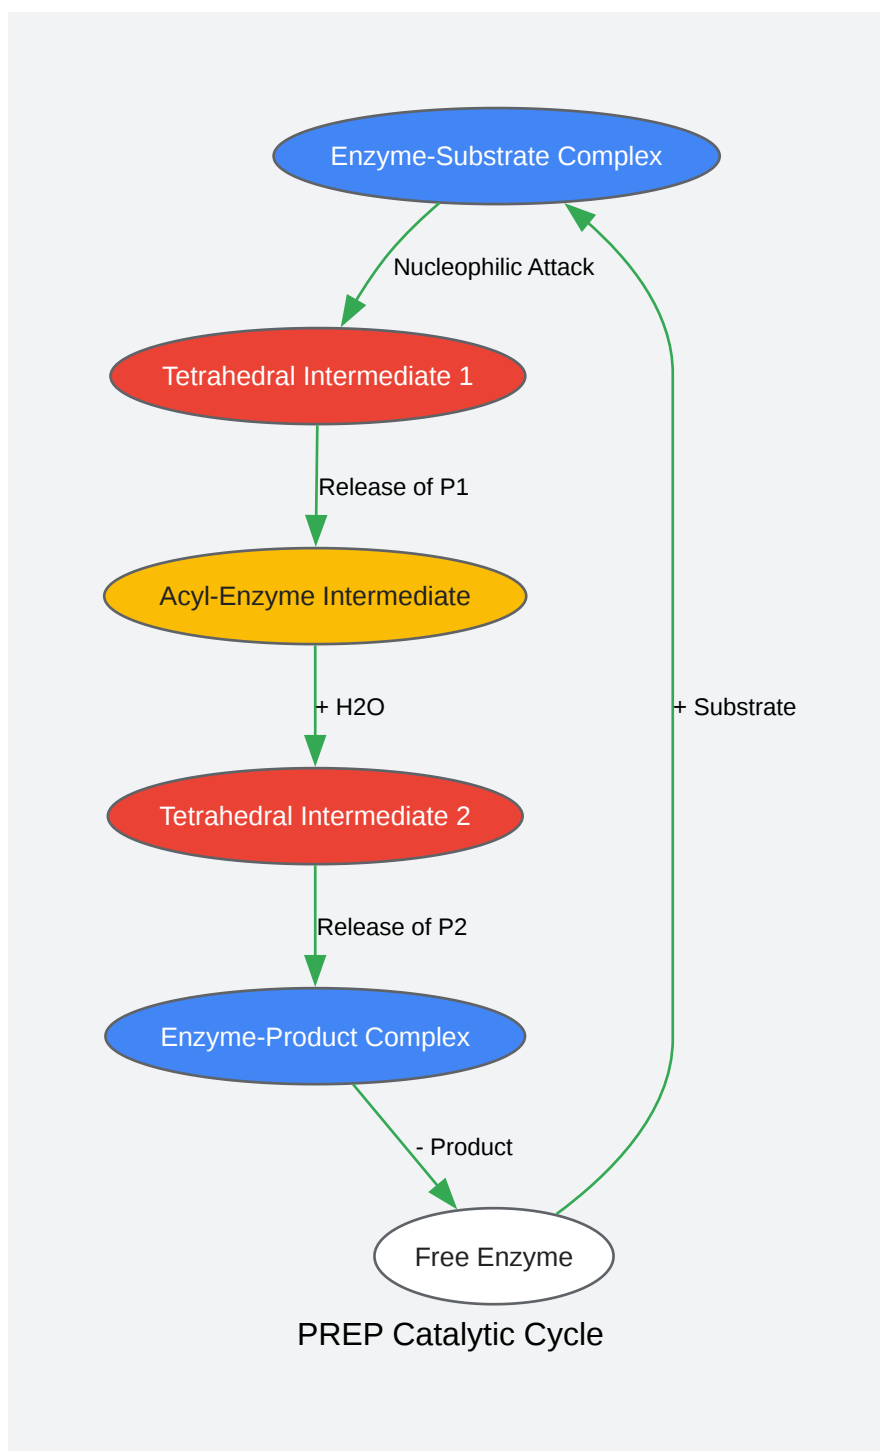 Enzyme-Substrate Complex
Nucleophilic Attack
Tetrahedral Intermediate 1
Release of P1
Acyl-Enzyme Intermediate
+ H2O
+ Substrate
Tetrahedral Intermediate 2
Release of P2
Enzyme-Product Complex
- Product
Free Enzyme
PREP Catalytic Cycle